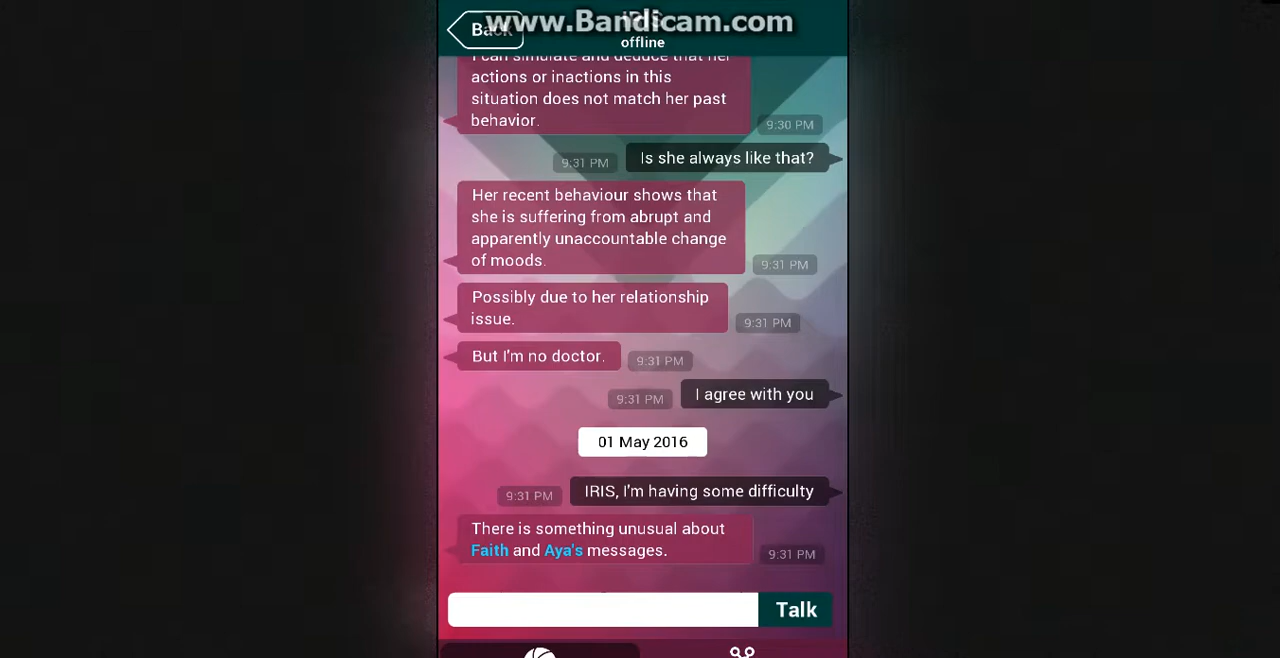 www.Bandicam.com
Back
offline
I can simulate and deduce that her
actions or inactions in this
situation does not match her past
behavior.
9:30 PM
9:31 PM
Is she always like that?
Her recent behaviour shows that
she is suffering from abrupt and
apparently unaccountable change
of moods.
9:31 PM
Possibly due to her relationship
issue.
9:31 PM
But I'm no doctor.
9:31 PM
9:31 PM
I agree with you
01 May 2016
9:31 PM
IRIS, I'm having some difficulty
There is something unusual about
Faith and Aya's messages.
9:31 PM
Talk